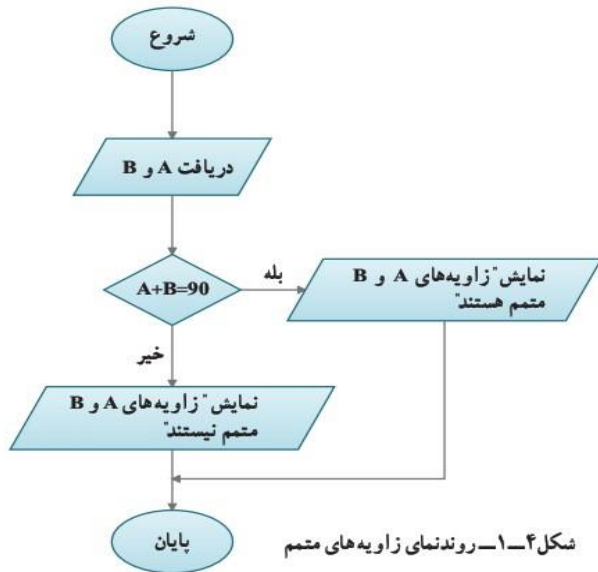 شروع
دریافت A و B
A+B=90
بله
نمایش" زاویه‌های A و B
متمم هستند"
خیر
نمایش" زاویه‌های A و B
متمم نیستند"
پایان
شکل۴ــ۱ــ روندنمای زاویه‌های متمم